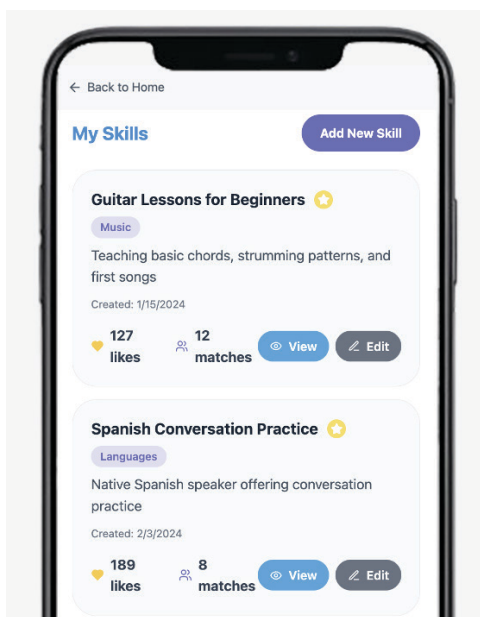 ← Back to Home
My Skills
Add New Skill
Guitar Lessons for Beginners
Music
Teaching basic chords, strumming patterns, and
first songs
Created: 1/15/2024
127
likes
12
matches
View
Edit
Spanish Conversation Practice
Languages
Native Spanish speaker offering conversation
practice
Created: 2/3/2024
189
likes
8
matches
View
Edit